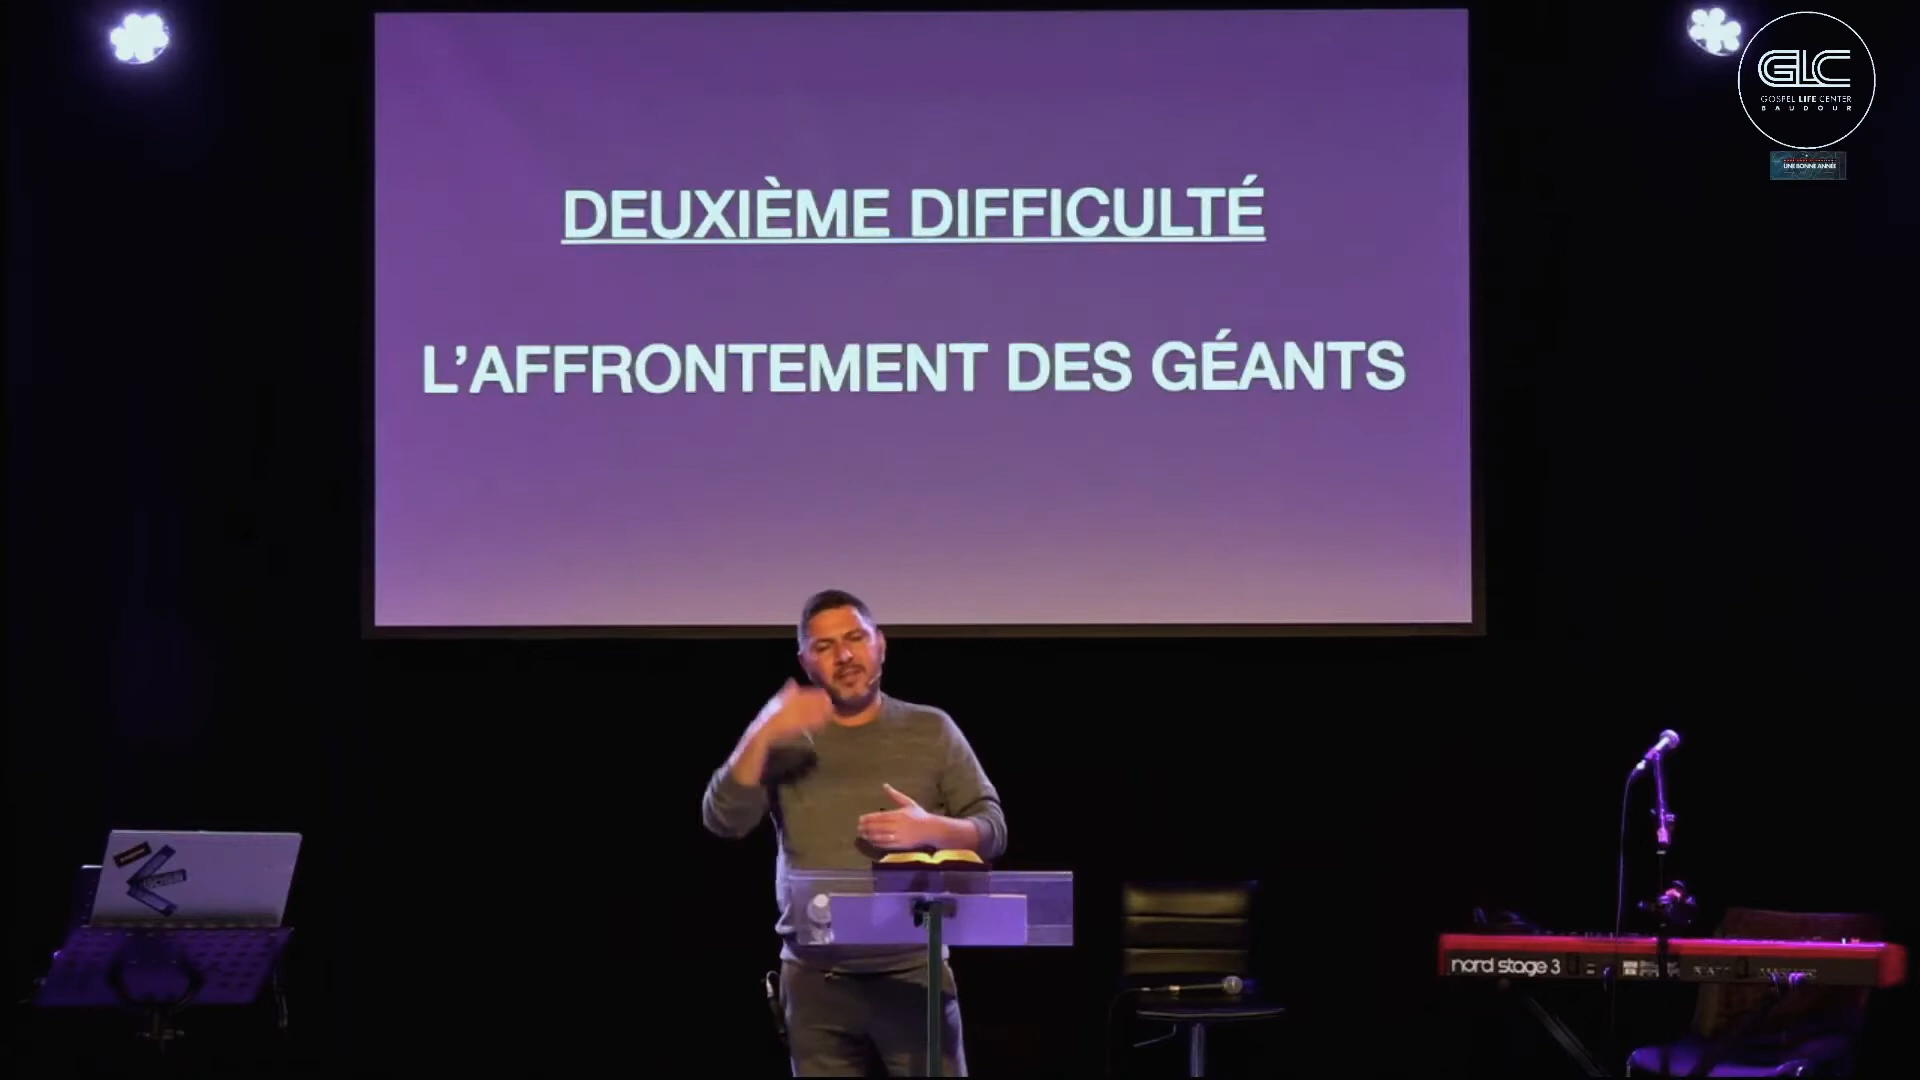 DEUXIÈME DIFFICULTÉ
L'AFFRONTEMENT DES GÉANTS
GLC
GOSPEL LIFE CENTER
BAUDOUR
UNE BONNE ANNÉE
nord stage 3